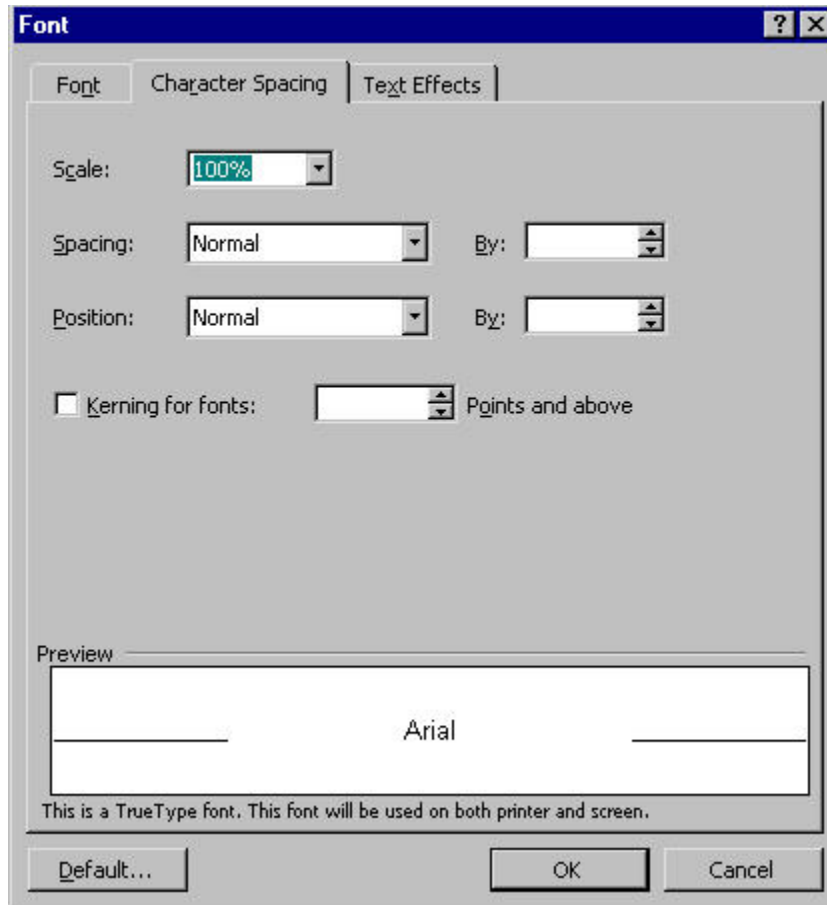 Font
Font Character Spacing Text Effects
Scale: 100%
Spacing: Normal By:
Position: Normal By:
Kerning for fonts: Points and above
Preview
Arial
This is a TrueType font. This font will be used on both printer and screen.
Default... OK Cancel